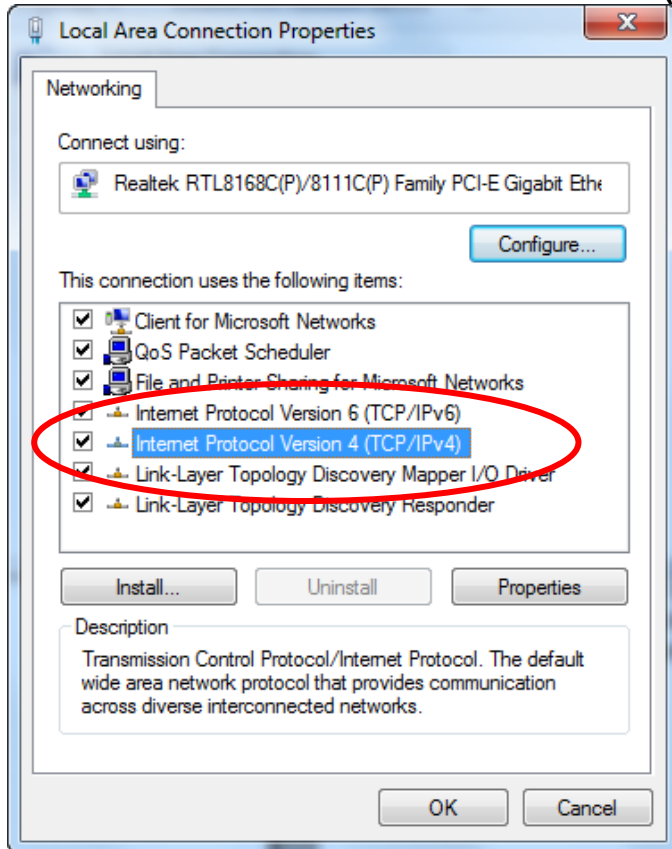 Local Area Connection Properties
Networking
Connect using:
Realtek RTL8168C(P)/8111C(P) Family PCI-E Gigabit Ethe
Configure...
This connection uses the following items:
Client for Microsoft Networks
QoS Packet Scheduler
File and Printer Sharing for Microsoft Networks
Internet Protocol Version 6 (TCP/IPv6)
Internet Protocol Version 4 (TCP/IPv4)
Link-Layer Topology Discovery Mapper I/O Driver
Link-Layer Topology Discovery Responder
Install...
Uninstall
Properties
Description
Transmission Control Protocol/Internet Protocol. The default
wide area network protocol that provides communication
across diverse interconnected networks.
OK
Cancel